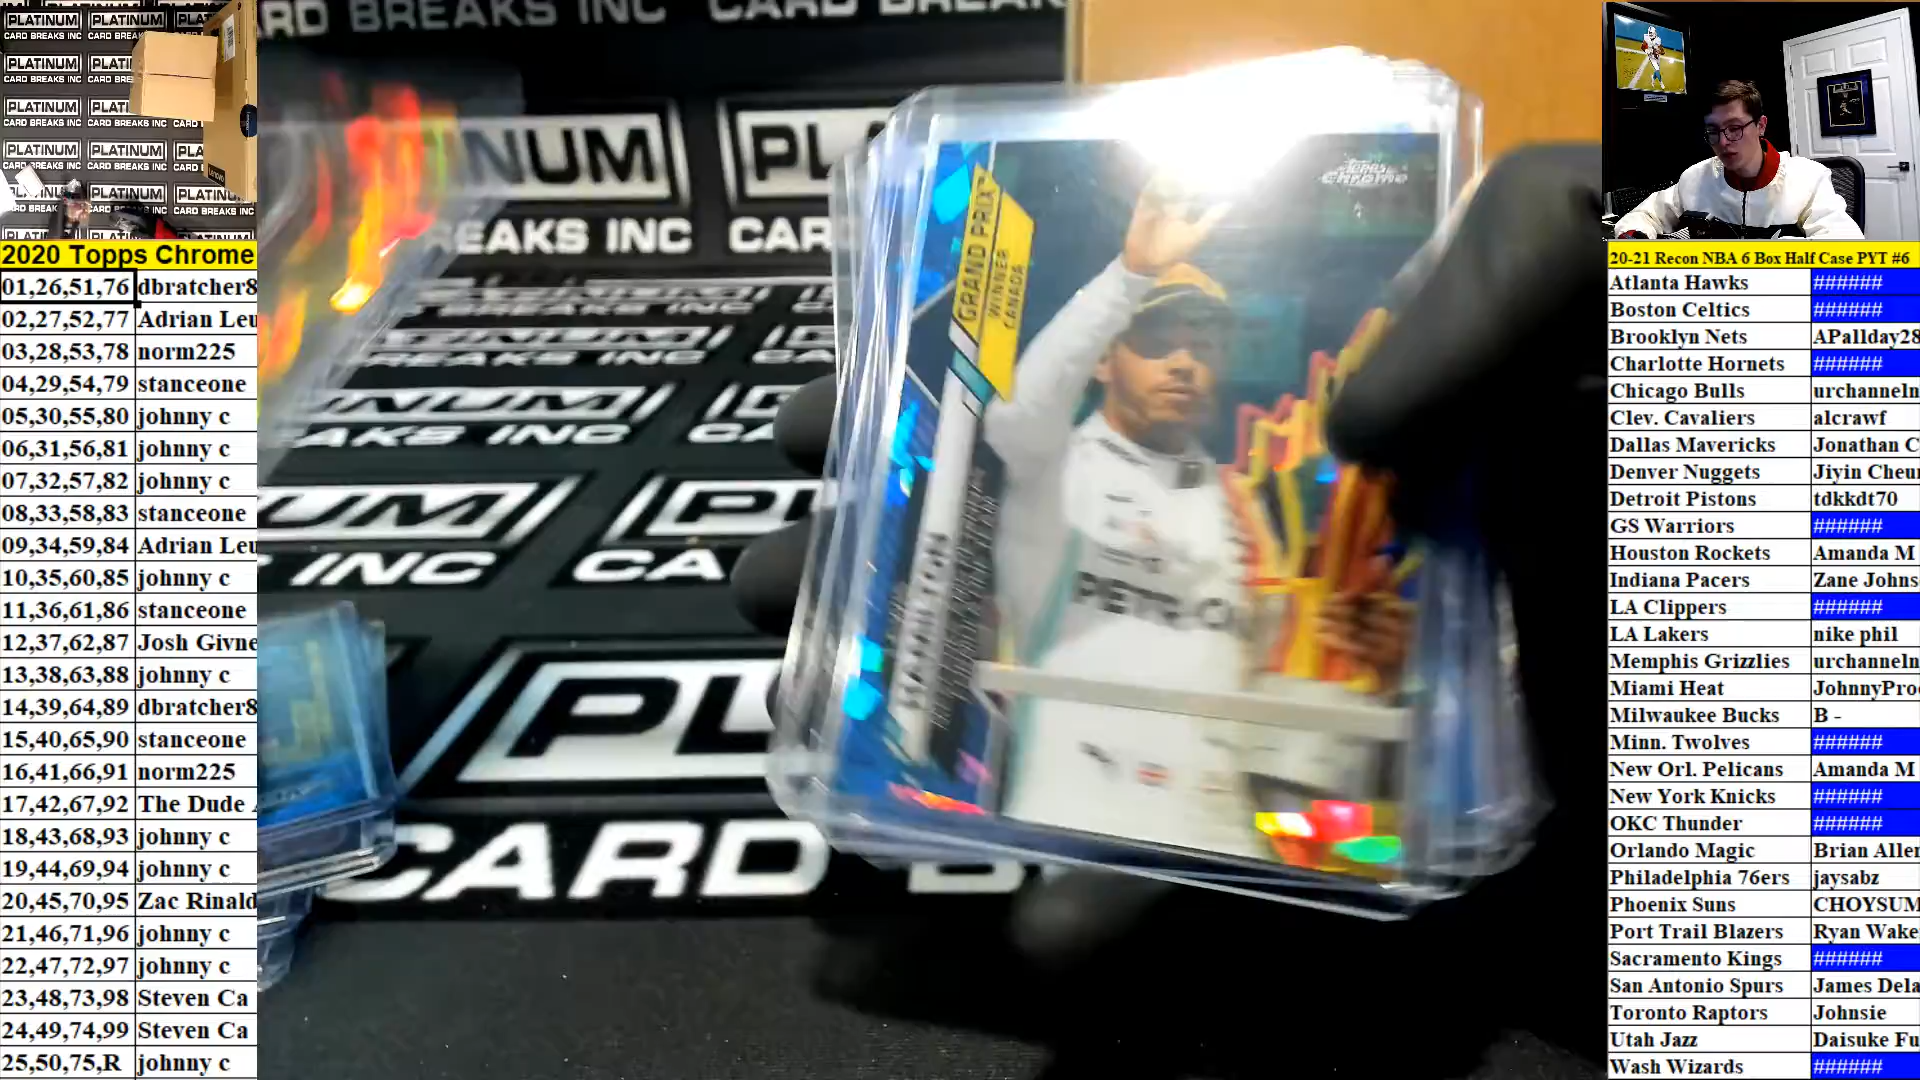 PLATINUM
CARD BREAKS INC
2020 Topps Chrome
01,26,51,76 dbratcher8
02,27,52,77 Adrian Leu
03,28,53,78 norm225
04,29,54,79 stanceone
05,30,55,80 johnny c
06,31,56,81 johnny c
07,32,57,82 johnny c
08,33,58,83 stanceone
09,34,59,84 Adrian Leu
10,35,60,85 johnny c
11,36,61,86 stanceone
12,37,62,87 Josh Givne
13,38,63,88 johnny c
14,39,64,89 dbratcher8
15,40,65,90 stanceone
16,41,66,91 norm225
17,42,67,92 The Dude
18,43,68,93 johnny c
19,44,69,94 johnny c
20,45,70,95 Zac Rinald
21,46,71,96 johnny c
22,47,72,97 johnny c
23,48,73,98 Steven Ca
24,49,74,99 Steven Ca
25,50,75,R johnny c
CARD BREAKS INC
Topps
Chrome
GRAND PRIX
WINNER
CANADA
20-21 Recon NBA 6 Box Half Case PYT #6
Atlanta Hawks ######
Boston Celtics ######
Brooklyn Nets APallday28
Charlotte Hornets ######
Chicago Bulls urchanneln
Clev. Cavaliers alcrawf
Dallas Mavericks Jonathan C
Denver Nuggets Jiyin Cheu
Detroit Pistons tdkkdt70
GS Warriors ######
Houston Rockets Amanda M
Indiana Pacers Zane Johns
LA Clippers ######
LA Lakers nike phil
Memphis Grizzlies urchanneln
Miami Heat JohnnyPro
Milwaukee Bucks B -
Minn. Twolves ######
New Orl. Pelicans Amanda M
New York Knicks ######
OKC Thunder ######
Orlando Magic Brian Aller
Philadelphia 76ers jaysabz
Phoenix Suns CHOYSUM
Port Trail Blazers Ryan Wake
Sacramento Kings ######
San Antonio Spurs James Dela
Toronto Raptors Johnsie
Utah Jazz Daisuke Fu
Wash Wizards ######